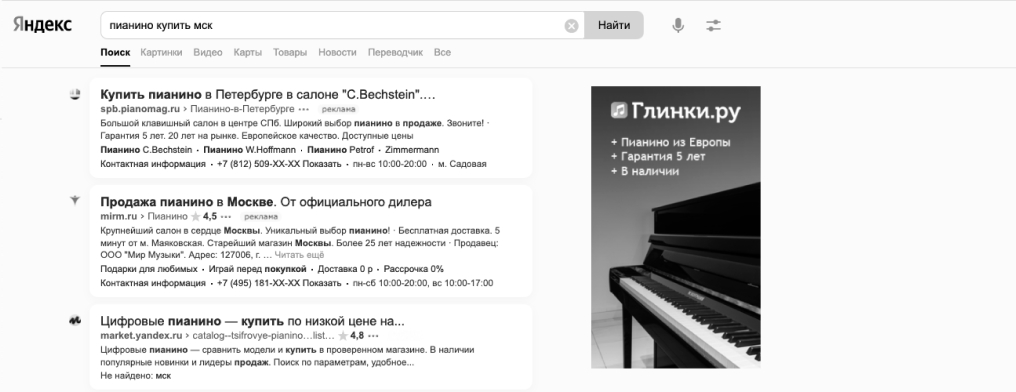 Яндекс
пианино купить мск
Найти
Поиск Картинки Видео Карты Товары Новости Переводчик Все
Купить пианино в Петербурге в салоне "C.Bechstein"....
spb.pianomag.ru › Пианино-в-Петербурге ••• реклама
Большой клавишный салон в центре СПб. Широкий выбор пианино в продаже. Звоните! ·
Гарантия 5 лет. 20 лет на рынке. Европейское качество. Доступные цены
Пианино C.Bechstein · Пианино W.Hoffmann · Пианино Petrof · Zimmermann
Контактная информация · +7 (812) 509-XX-XX Показать · пн-вс 10:00-20:00 · м. Садовая
Продажа пианино в Москве. От официального дилера
mirm.ru › Пианино 4,5 ••• реклама
Крупнейший салон в сердце Москвы. Уникальный выбор пианино! · Бесплатная доставка. 5
минут от м. Маяковская. Старейший магазин Москвы. Более 25 лет надежности · Продавец:
ООО "Мир Музыки". Адрес: 127006, г. ... Читать ещё
Подарки для любимых · Играй перед покупкой · Доставка 0 р · Рассрочка 0%
Контактная информация · +7 (495) 181-XX-XX Показать · пн-сб 10:00-20:00, вс 10:00-17:00
Цифровые пианино — купить по низкой цене на...
market.yandex.ru › catalog--tsifrovye-pianino…list… 4,8 •••
Цифровые пианино — сравнить модели и купить в проверенном магазине. В наличии
популярные новинки и лидеры продаж. Поиск по параметрам, удобное...
Не найдено: мск
Глинки.ру
+ Пианино из Европы
+ Гарантия 5 лет
+ В наличии